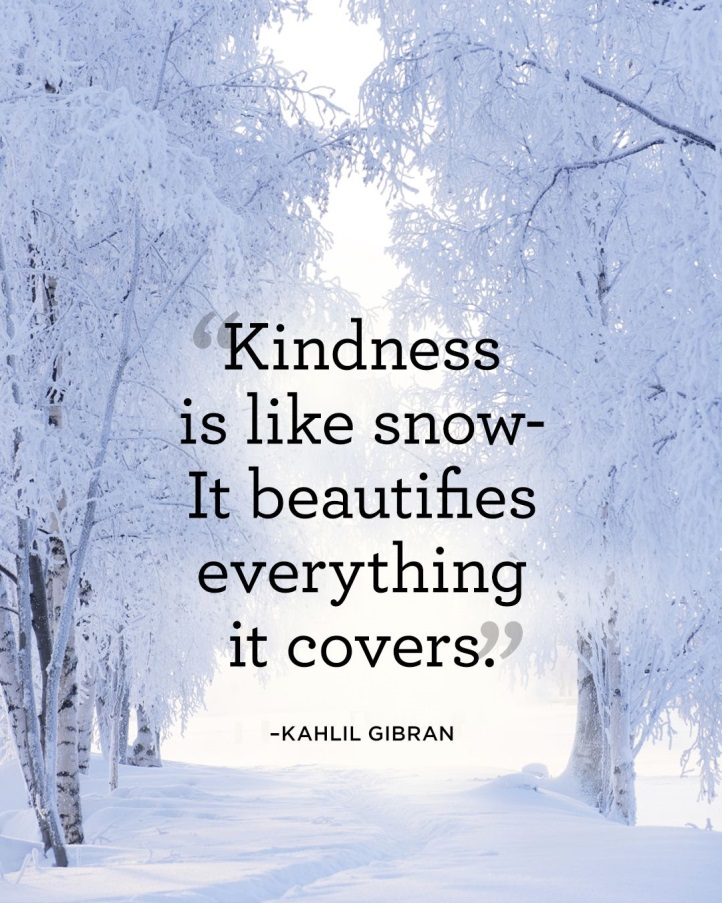 “Kindness
is like snow-
It beautifies
everything
it covers.”
–KAHLIL GIBRAN